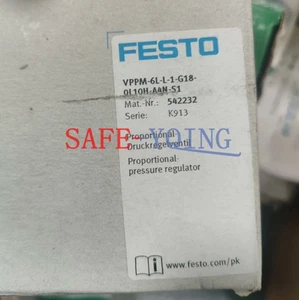 FESTO
VPPM-6L-L-1-G18-
0L10H-A4N-S1
Mat.-Nr.: 542232
Serie: K913
SAFE-YQING
Proportional-
Druckregelventil
Proportional-
pressure regulator
www.festo.com/pk